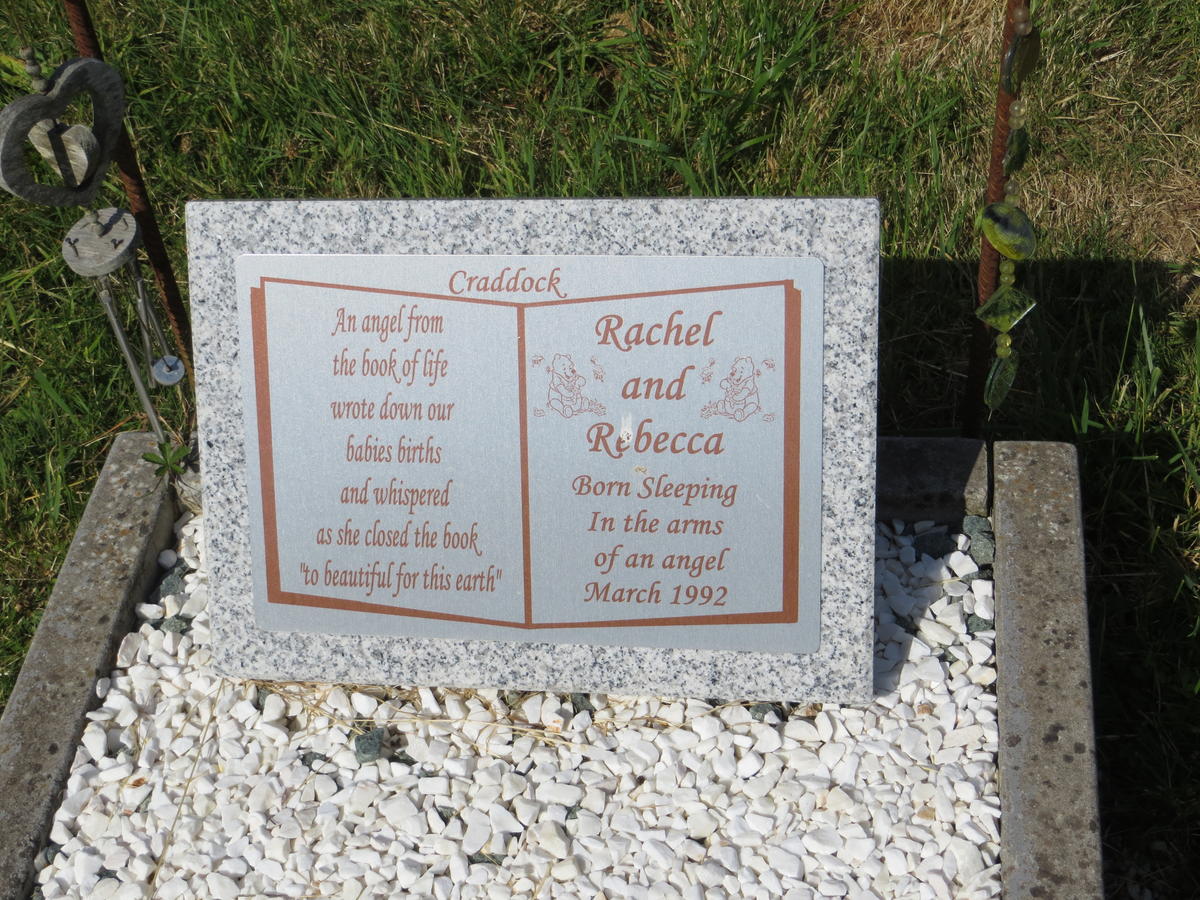 Craddock
An angel from
the book of life
wrote down our
babies births
and whispered
as she closed the book
"to beautiful for this earth"
Rachel
and
Rebecca
Born Sleeping
In the arms
of an angel
March 1992